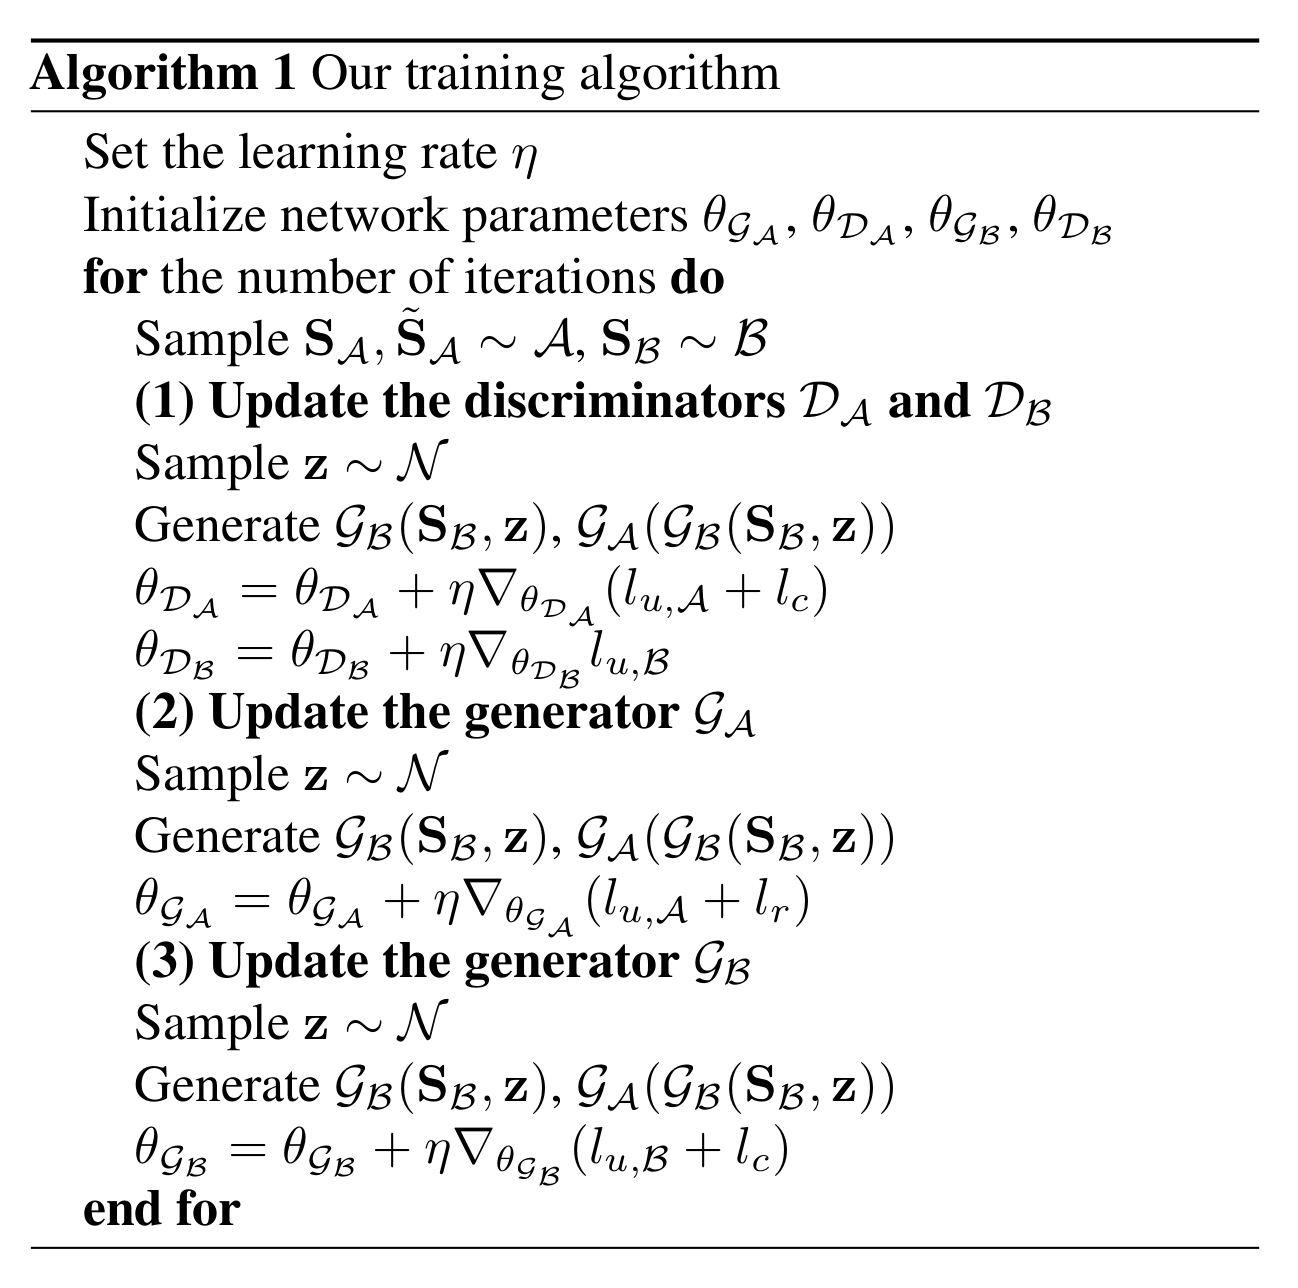 Algorithm 1 Our training algorithm
Set the learning rate $\eta$
Initialize network parameters $\theta_{\mathcal{G}_\mathcal{A}}, \theta_{\mathcal{D}_\mathcal{A}}, \theta_{\mathcal{G}_\mathcal{B}}, \theta_{\mathcal{D}_\mathcal{B}}$
for the number of iterations do
Sample $\mathbf{S}_\mathcal{A}, \tilde{\mathbf{S}}_\mathcal{A} \sim \mathcal{A}, \mathbf{S}_\mathcal{B} \sim \mathcal{B}$
(1) Update the discriminators $\mathcal{D}_\mathcal{A}$ and $\mathcal{D}_\mathcal{B}$
Sample $\mathbf{z} \sim \mathcal{N}$
Generate $\mathcal{G}_\mathcal{B}(\mathbf{S}_\mathcal{B}, \mathbf{z}), \mathcal{G}_\mathcal{A}(\mathcal{G}_\mathcal{B}(\mathbf{S}_\mathcal{B}, \mathbf{z}))$
$\theta_{\mathcal{D}_\mathcal{A}} = \theta_{\mathcal{D}_\mathcal{A}} + \eta \nabla_{\theta_{\mathcal{D}_\mathcal{A}}} (l_{u,\mathcal{A}} + l_c)$
$\theta_{\mathcal{D}_\mathcal{B}} = \theta_{\mathcal{D}_\mathcal{B}} + \eta \nabla_{\theta_{\mathcal{D}_\mathcal{B}}} l_{u,\mathcal{B}}$
(2) Update the generator $\mathcal{G}_\mathcal{A}$
Sample $\mathbf{z} \sim \mathcal{N}$
Generate $\mathcal{G}_\mathcal{B}(\mathbf{S}_\mathcal{B}, \mathbf{z}), \mathcal{G}_\mathcal{A}(\mathcal{G}_\mathcal{B}(\mathbf{S}_\mathcal{B}, \mathbf{z}))$
$\theta_{\mathcal{G}_\mathcal{A}} = \theta_{\mathcal{G}_\mathcal{A}} + \eta \nabla_{\theta_{\mathcal{G}_\mathcal{A}}} (l_{u,\mathcal{A}} + l_r)$
(3) Update the generator $\mathcal{G}_\mathcal{B}$
Sample $\mathbf{z} \sim \mathcal{N}$
Generate $\mathcal{G}_\mathcal{B}(\mathbf{S}_\mathcal{B}, \mathbf{z}), \mathcal{G}_\mathcal{A}(\mathcal{G}_\mathcal{B}(\mathbf{S}_\mathcal{B}, \mathbf{z}))$
$\theta_{\mathcal{G}_\mathcal{B}} = \theta_{\mathcal{G}_\mathcal{B}} + \eta \nabla_{\theta_{\mathcal{G}_\mathcal{B}}} (l_{u,\mathcal{B}} + l_c)$
end for